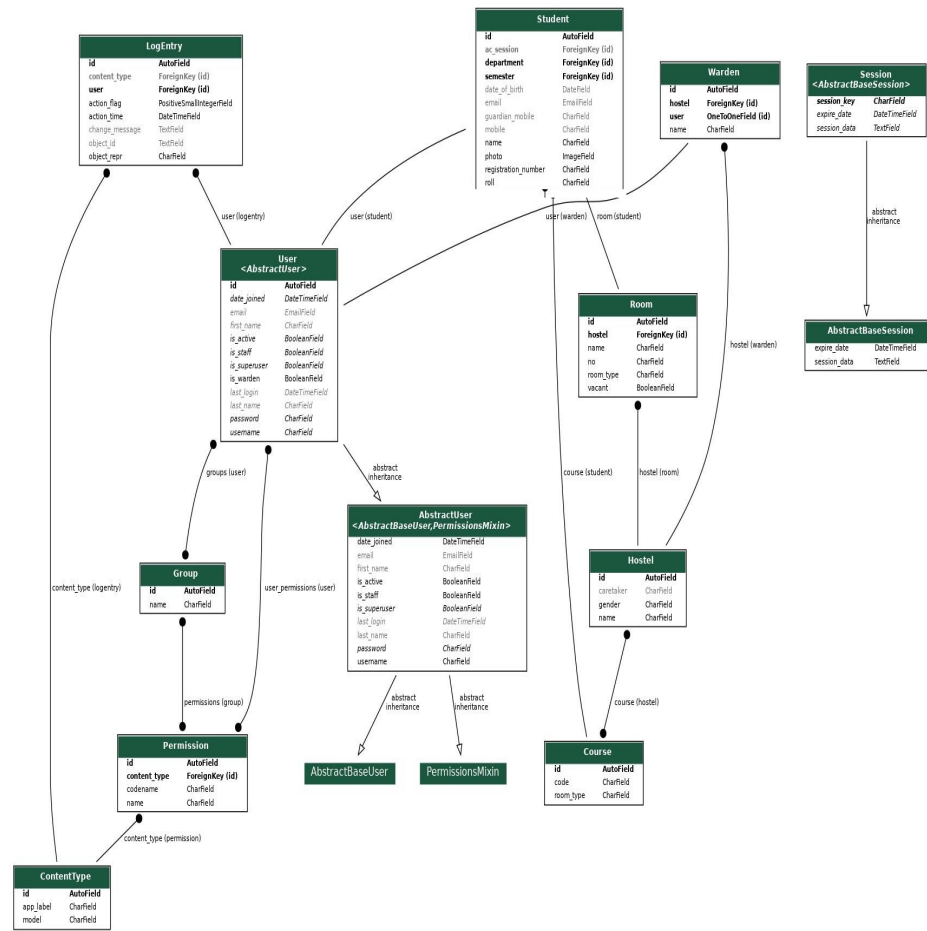 LogEntry
id AutoField
content_type ForeignKey (id)
user ForeignKey (id)
action_flag PositiveSmallIntegerField
action_time DateTimeField
change_message TextField
object_id TextField
object_repr CharField
Student
id AutoField
ac_session ForeignKey (id)
department ForeignKey (id)
semester ForeignKey (id)
date_of_birth DateField
email EmailField
guardian_mobile CharField
mobile CharField
name CharField
photo ImageField
registration_number CharField
roll CharField
Warden
id AutoField
hostel ForeignKey (id)
user OneToOneField (id)
name CharField
Session
<AbstractBaseSession>
session_key CharField
expire_date DateTimeField
session_data TextField
user (logentry)
user (student)
user (warden)
room (student)
abstract
inheritance
User
<AbstractUser>
id AutoField
date_joined DateTimeField
email EmailField
first_name CharField
is_active BooleanField
is_staff BooleanField
is_superuser BooleanField
is_warden BooleanField
last_login DateTimeField
last_name CharField
password CharField
username CharField
Room
id AutoField
hostel ForeignKey (id)
name CharField
no CharField
room_type CharField
vacant BooleanField
hostel (warden)
AbstractBaseSession
expire_date DateTimeField
session_data TextField
groups (user)
abstract
inheritance
course (student)
hostel (room)
AbstractUser
<AbstractBaseUser,PermissionsMixin>
date_joined DateTimeField
email EmailField
first_name CharField
is_active BooleanField
is_staff BooleanField
is_superuser BooleanField
last_login DateTimeField
last_name CharField
password CharField
username CharField
Hostel
id AutoField
caretaker CharField
gender CharField
name CharField
Group
id AutoField
name CharField
content_type (logentry)
user_permissions (user)
permissions (group)
abstract
inheritance
abstract
inheritance
course (hostel)
Permission
id AutoField
content_type ForeignKey (id)
codename CharField
name CharField
AbstractBaseUser
PermissionsMixin
Course
id AutoField
code CharField
room_type CharField
content_type (permission)
ContentType
id AutoField
app_label CharField
model CharField